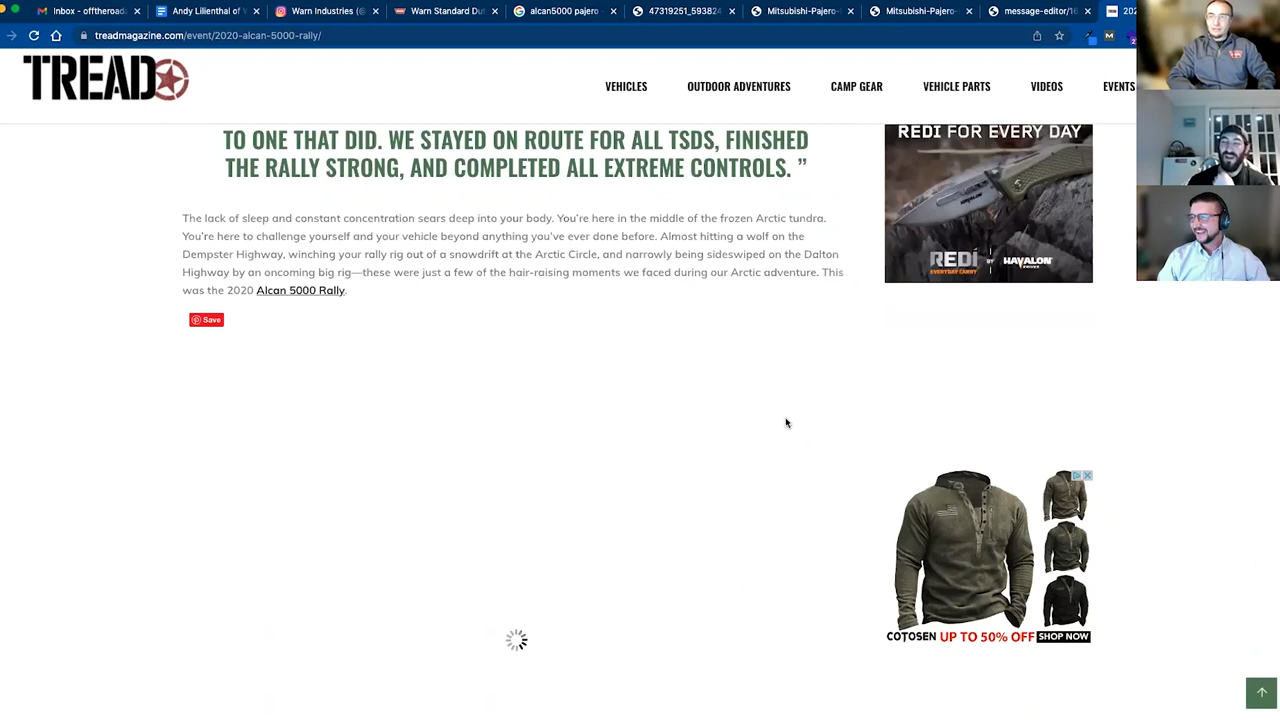 Inbox - offtheroada
Andy Lilienthal of W
Warn Industries (@
Warn Standard Dut
alcan5000 pajero
47319251_593824
Mitsubishi-Pajero-
Mitsubishi-Pajero-
message-editor/16
202
treadmagazine.com/event/2020-alcan-5000-rally/
TREAD
VEHICLES
OUTDOOR ADVENTURES
CAMP GEAR
VEHICLE PARTS
VIDEOS
EVENTS
TO ONE THAT DID. WE STAYED ON ROUTE FOR ALL TSDS, FINISHED
THE RALLY STRONG, AND COMPLETED ALL EXTREME CONTROLS. ”
The lack of sleep and constant concentration sears deep into your body. You’re here in the middle of the frozen Arctic tundra.
You’re here to challenge yourself and your vehicle beyond anything you’ve ever done before. Almost hitting a wolf on the
Dempster Highway, winching your rally rig out of a snowdrift at the Arctic Circle, and narrowly being sideswiped on the Dalton
Highway by an oncoming big rig—these were just a few of the hair-raising moments we faced during our Arctic adventure. This
was the 2020 Alcan 5000 Rally.
Save
REDI FOR EVERY DAY
HAVALON
REDI
EVERYDAY CARRY
BY
HAVALON
COTOSEN UP TO 50% OFF SHOP NOW